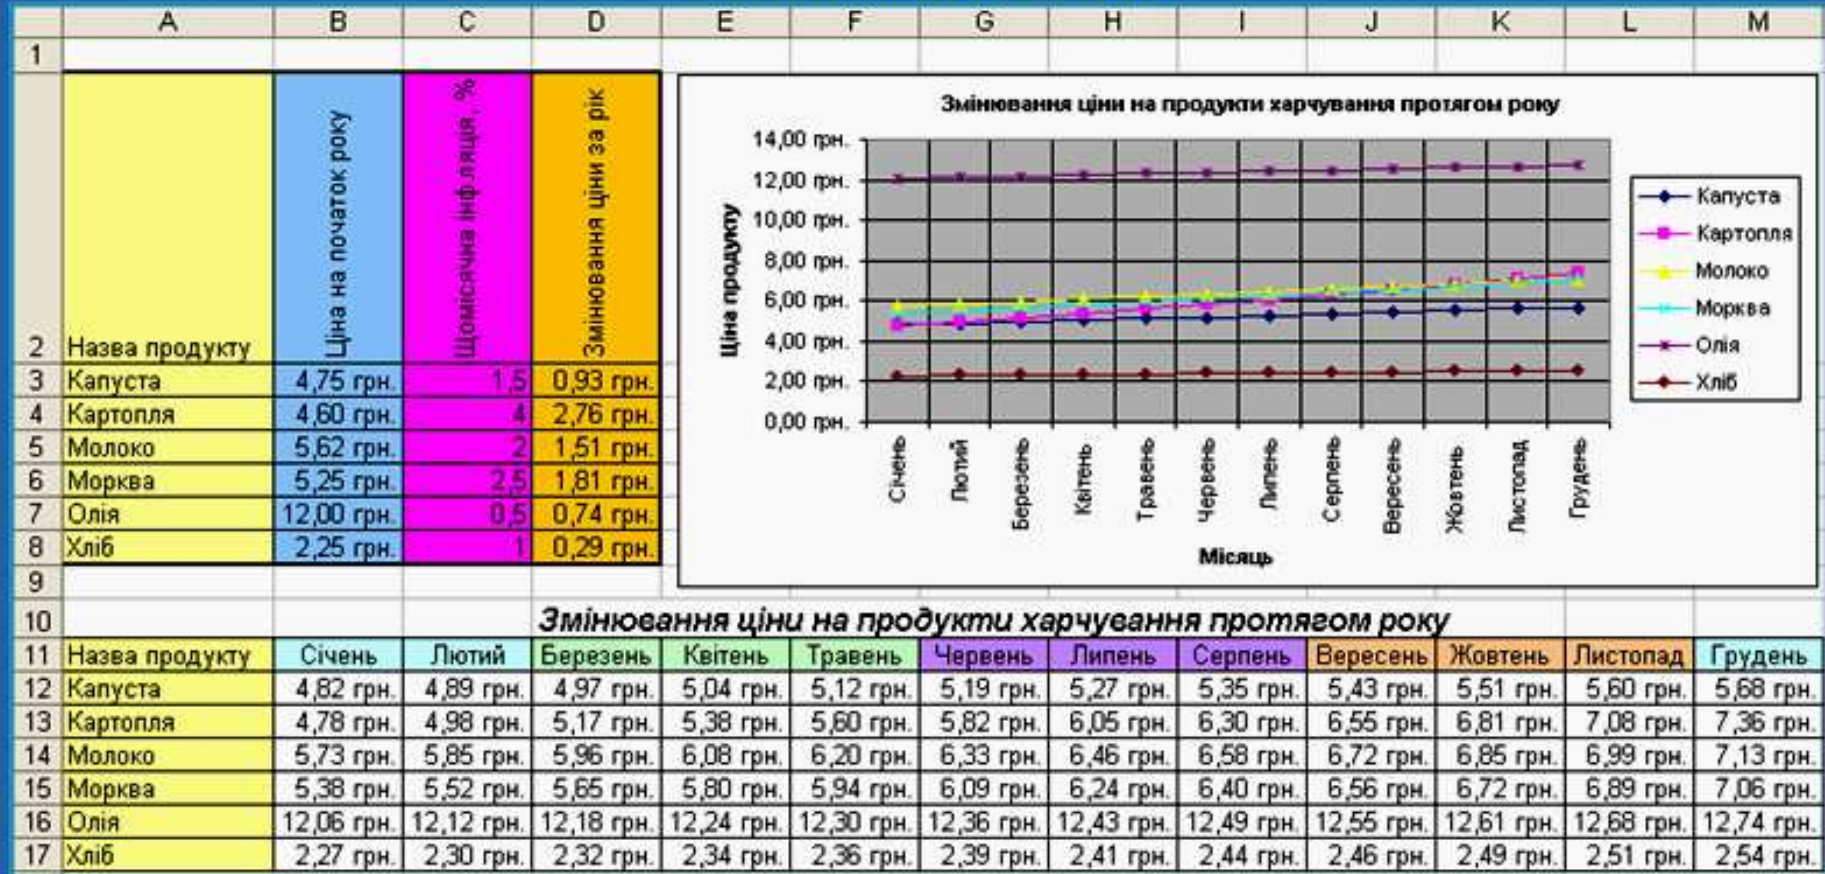 A B C D E F G H I J K L M
1
2 Назва продукту Ціна на початок року Щомісячна інфляція, % Змінювання ціни за рік
3 Капуста 4,75 грн. 1,5 0,93 грн.
4 Картопля 4,60 грн. 4 2,76 грн.
5 Молоко 5,62 грн. 2 1,51 грн.
6 Морква 5,25 грн. 2,5 1,81 грн.
7 Олія 12,00 грн. 0,5 0,74 грн.
8 Хліб 2,25 грн. 1 0,29 грн.
9
Змінювання ціни на продукти харчування протягом року
Ціна продукту
14,00 грн.
12,00 грн.
10,00 грн.
8,00 грн.
6,00 грн.
4,00 грн.
2,00 грн.
0,00 грн.
Січень Лютий Березень Квітень Травень Червень Липень Серпень Вересень Жовтень Листопад Грудень
Місяць
Капуста
Картопля
Молоко
Морква
Олія
Хліб
10 Змінювання ціни на продукти харчування протягом року
11 Назва продукту Січень Лютий Березень Квітень Травень Червень Липень Серпень Вересень Жовтень Листопад Грудень
12 Капуста 4,82 грн. 4,89 грн. 4,97 грн. 5,04 грн. 5,12 грн. 5,19 грн. 5,27 грн. 5,35 грн. 5,43 грн. 5,51 грн. 5,60 грн. 5,68 грн.
13 Картопля 4,78 грн. 4,98 грн. 5,17 грн. 5,38 грн. 5,60 грн. 5,82 грн. 6,05 грн. 6,30 грн. 6,55 грн. 6,81 грн. 7,08 грн. 7,36 грн.
14 Молоко 5,73 грн. 5,85 грн. 5,96 грн. 6,08 грн. 6,20 грн. 6,33 грн. 6,46 грн. 6,58 грн. 6,72 грн. 6,85 грн. 6,99 грн. 7,13 грн.
15 Морква 5,38 грн. 5,52 грн. 5,65 грн. 5,80 грн. 5,94 грн. 6,09 грн. 6,24 грн. 6,40 грн. 6,56 грн. 6,72 грн. 6,89 грн. 7,06 грн.
16 Олія 12,06 грн. 12,12 грн. 12,18 грн. 12,24 грн. 12,30 грн. 12,36 грн. 12,43 грн. 12,49 грн. 12,55 грн. 12,61 грн. 12,68 грн. 12,74 грн.
17 Хліб 2,27 грн. 2,30 грн. 2,32 грн. 2,34 грн. 2,36 грн. 2,39 грн. 2,41 грн. 2,44 грн. 2,46 грн. 2,49 грн. 2,51 грн. 2,54 грн.